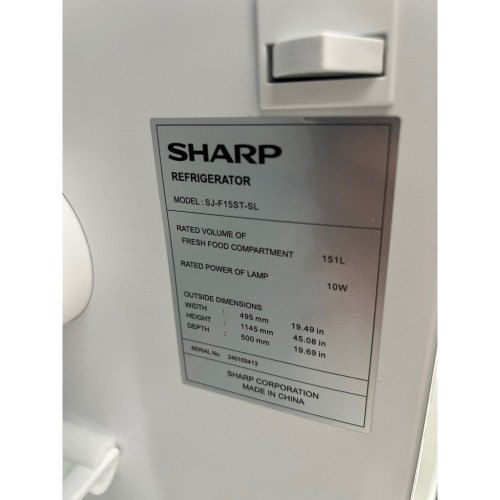 SHARP
REFRIGERATOR
MODEL : SJ-F15ST-SL
RATED VOLUME OF
FRESH FOOD COMPARTMENT 151L
RATED POWER OF LAMP 10W
OUTSIDE DIMENSIONS
WIDTH : 495 mm 19.49 in
HEIGHT : 1145 mm 45.08 in
DEPTH : 500 mm 19.69 in
SERIAL No. 240103413
SHARP CORPORATION
MADE IN CHINA